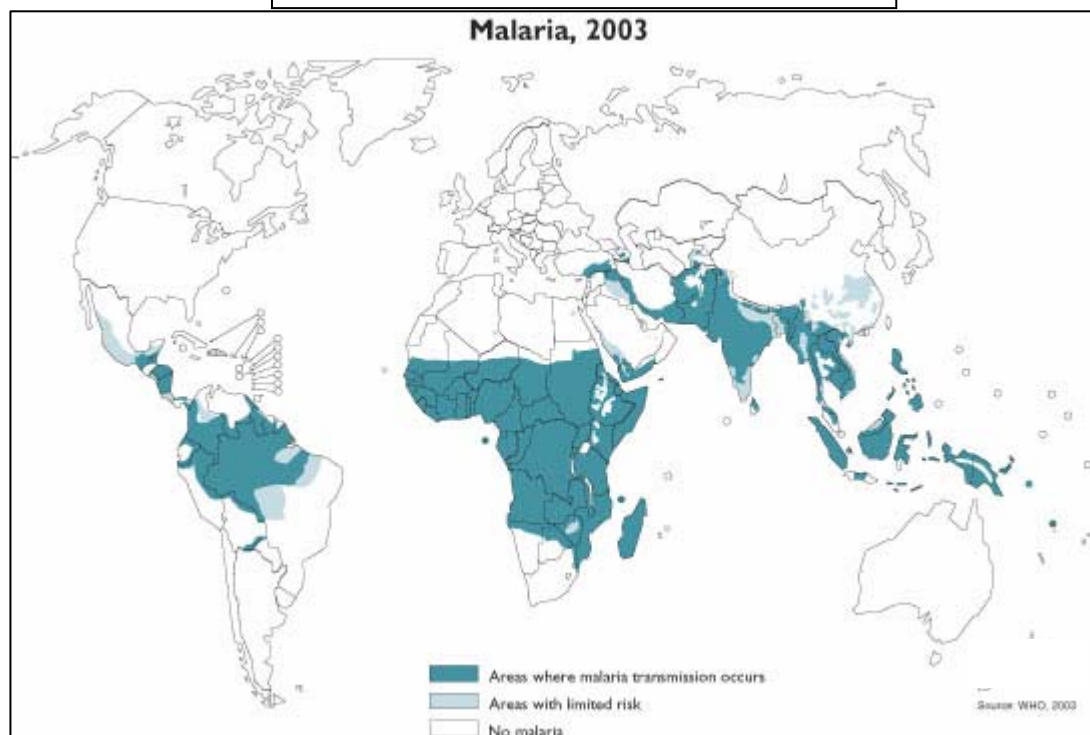 Malaria, 2003
Areas where malaria transmission occurs
Areas with limited risk
No malaria
Source: WHO, 2003